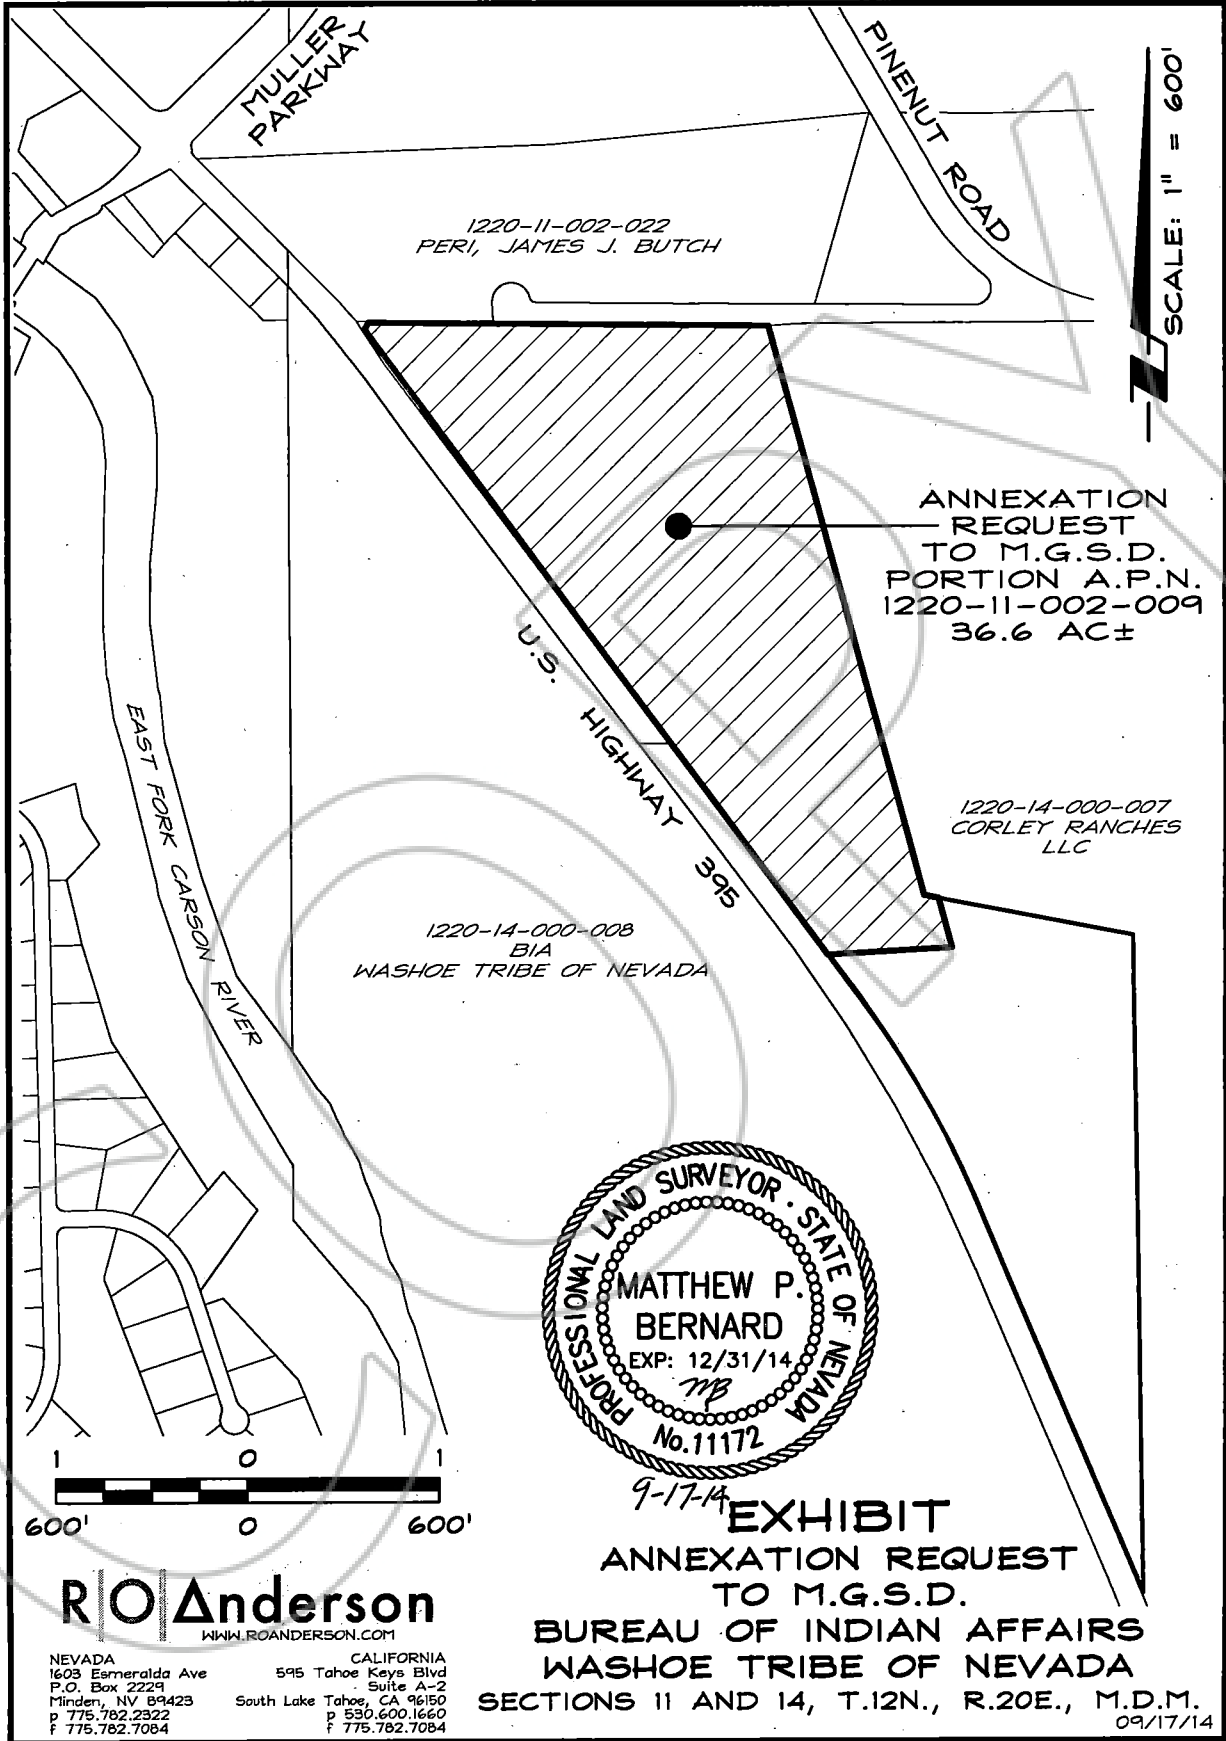 MULLER
PARKWAY
PINENUT ROAD
SCALE: 1" = 600'
1220-11-002-022
PERI, JAMES J. BUTCH
ANNEXATION
REQUEST
TO M.G.S.D.
PORTION A.P.N.
1220-11-002-009
36.6 AC±
U.S. HIGHWAY 395
EAST FORK CARSON RIVER
1220-14-000-007
CORLEY RANCHES
LLC
1220-14-000-008
BIA
WASHOE TRIBE OF NEVADA
PROFESSIONAL LAND SURVEYOR · STATE OF NEVADA
MATTHEW P.
BERNARD
EXP: 12/31/14
MB
No. 11172
9-17-14
1 0 1
600' 0 600'
COPY
EXHIBIT
ANNEXATION REQUEST
TO M.G.S.D.
BUREAU OF INDIAN AFFAIRS
WASHOE TRIBE OF NEVADA
SECTIONS 11 AND 14, T.12N., R.20E., M.D.M.
09/17/14
R|O|Anderson
WWW.ROANDERSON.COM
NEVADA
1603 Esmeralda Ave
P.O. Box 2229
Minden, NV 89423
p 775.782.2322
f 775.782.7084
CALIFORNIA
595 Tahoe Keys Blvd
Suite A-2
South Lake Tahoe, CA 96150
p 530.600.1660
f 775.782.7084